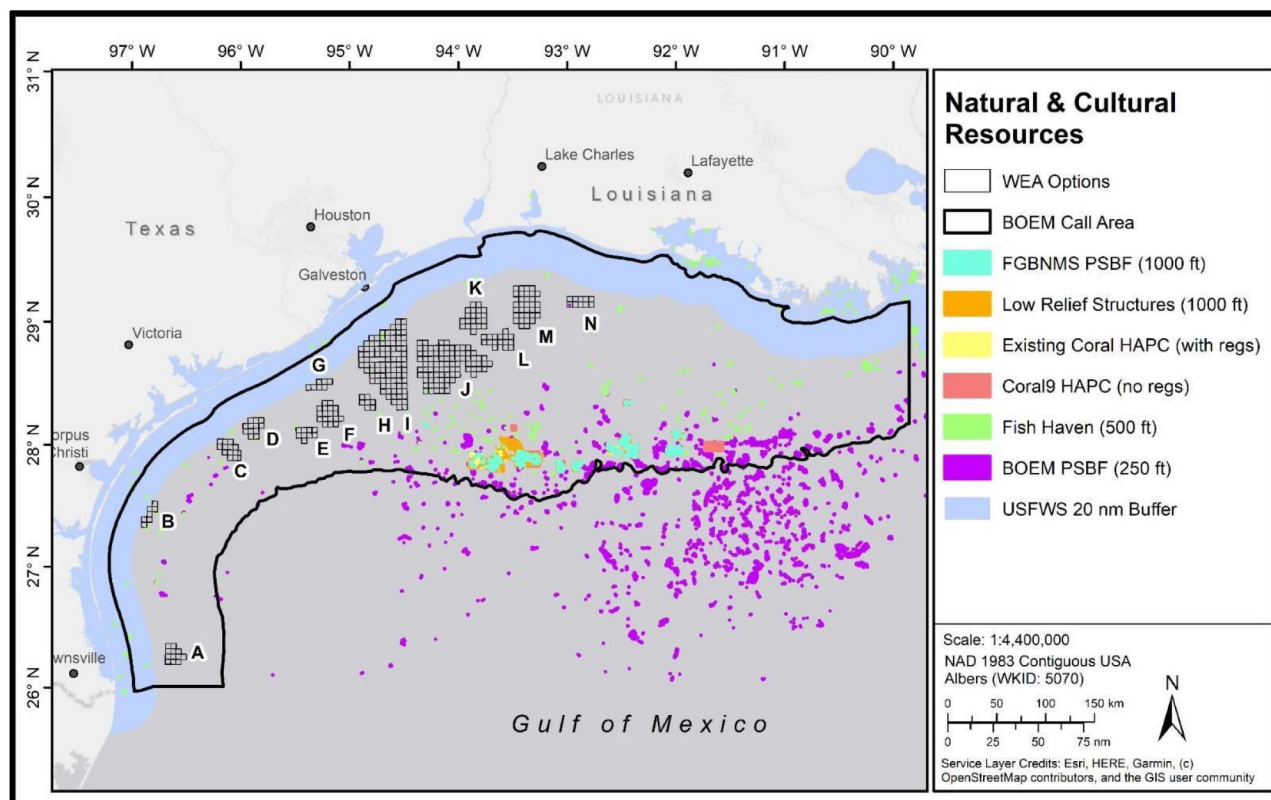 97° W
96° W
95° W
94° W
93° W
92° W
91° W
90° W
31° N
30° N
29° N
28° N
27° N
26° N
LOUISIANA
Lake Charles
Lafayette
Louisiana
Houston
Texas
Galveston
Victoria
orpus
Christi
wnsville
K
M
N
L
G
J
H
I
F
E
D
C
B
A
Gulf of Mexico
Natural & Cultural
Resources
WEA Options
BOEM Call Area
FGBNMS PSBF (1000 ft)
Low Relief Structures (1000 ft)
Existing Coral HAPC (with regs)
Coral9 HAPC (no regs)
Fish Haven (500 ft)
BOEM PSBF (250 ft)
USFWS 20 nm Buffer
Scale: 1:4,400,000
NAD 1983 Contiguous USA
Albers (WKID: 5070)
N
0 50 100 150 km
0 25 50 75 nm
Service Layer Credits: Esri, HERE, Garmin, (c)
OpenStreetMap contributors, and the GIS user community